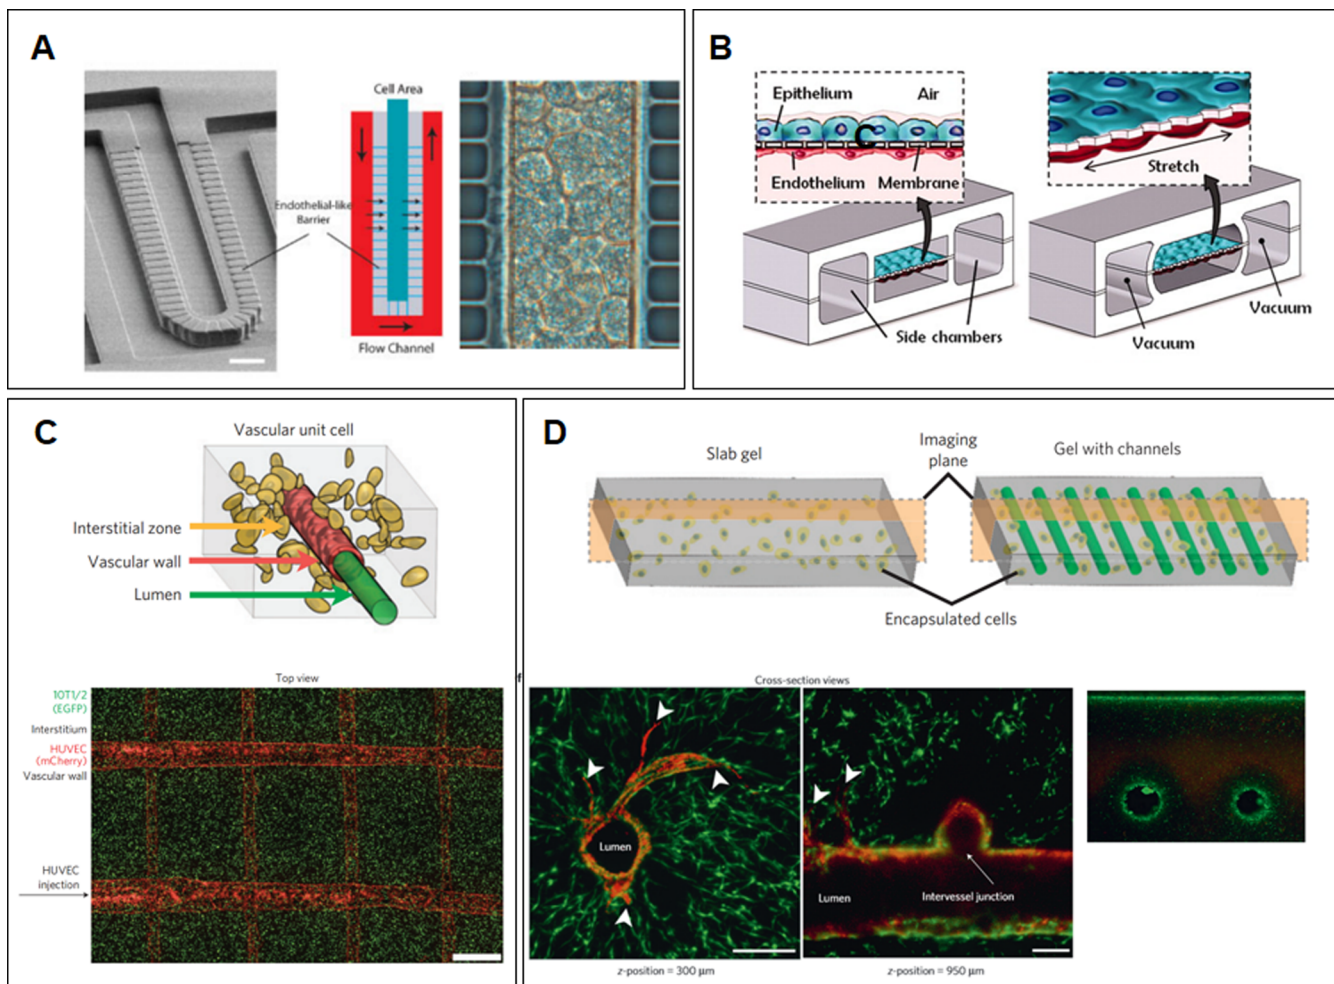 A
Cell Area
Endothelial-like
Barrier
Flow Channel
B
Epithelium
Air
C
Endothelium
Membrane
Stretch
Side chambers
Vacuum
Vacuum
C
Vascular unit cell
Interstitial zone
Vascular wall
Lumen
Top view
10T1/2
(EGFP)
Interstitium
HUVEC
(mCherry)
Vascular wall
HUVEC
injection
D
Slab gel
Imaging
plane
Gel with channels
Encapsulated cells
f
Cross-section views
Lumen
Lumen
Intervessel junction
z-position = 300 μm
z-position = 950 μm